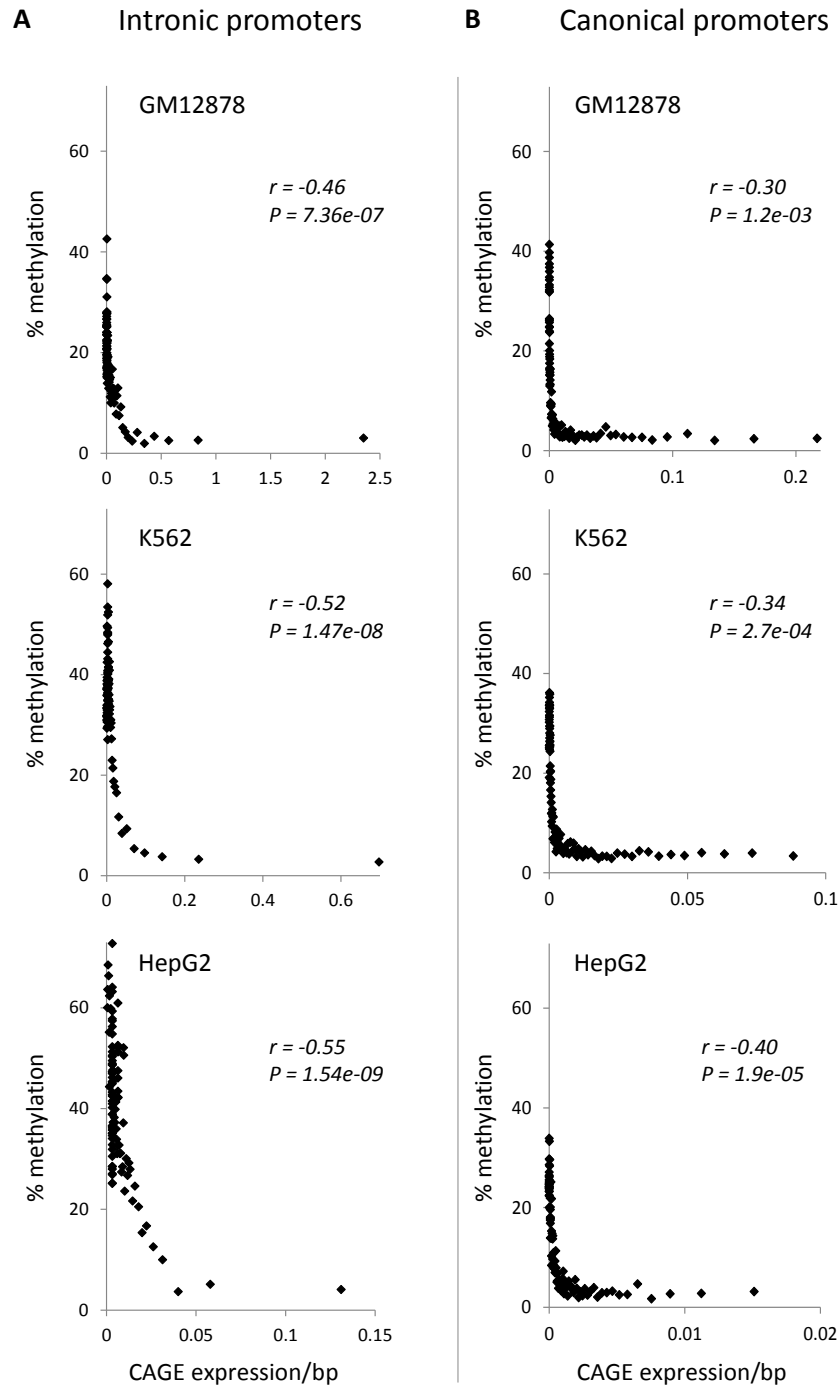 A Intronic promoters
GM12878
r = -0.46
P = 7.36e-07
% methylation
60
40
20
0
0 0.5 1 1.5 2 2.5
K562
r = -0.52
P = 1.47e-08
% methylation
60
40
20
0
0 0.2 0.4 0.6
HepG2
r = -0.55
P = 1.54e-09
% methylation
60
40
20
0
0 0.05 0.1 0.15
CAGE expression/bp
B Canonical promoters
GM12878
r = -0.30
P = 1.2e-03
% methylation
60
40
20
0
0 0.1 0.2
K562
r = -0.34
P = 2.7e-04
% methylation
60
40
20
0
0 0.05 0.1
HepG2
r = -0.40
P = 1.9e-05
% methylation
60
40
20
0
0 0.01 0.02
CAGE expression/bp